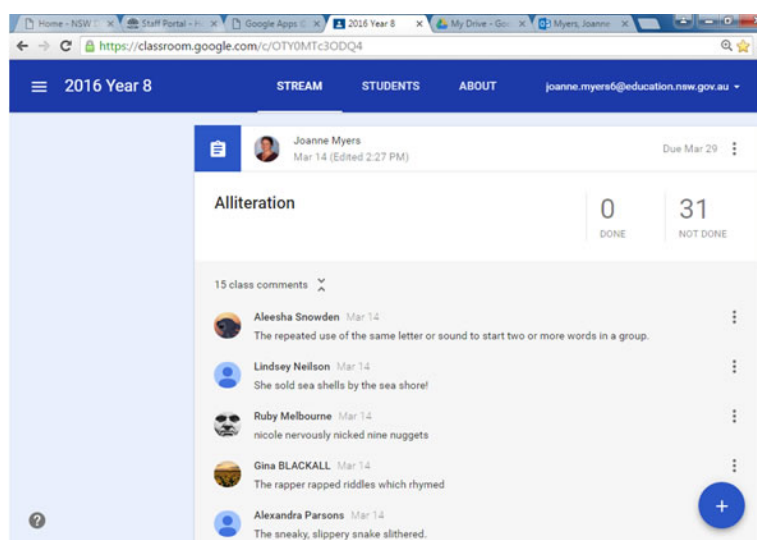 Home - NSW
Staff Portal - H
Google Apps
2016 Year 8
My Drive - Goo
Myers, Joanne
https://classroom.google.com/c/OTY0MTc3ODQ4
2016 Year 8 STREAM STUDENTS ABOUT joanne.myers6@education.nsw.gov.au
Joanne Myers
Mar 14 (Edited 2:27 PM) Due Mar 29
Alliteration
0 31
DONE NOT DONE
15 class comments
Aleesha Snowden Mar 14
The repeated use of the same letter or sound to start two or more words in a group.
Lindsey Neilson Mar 14
She sold sea shells by the sea shore!
Ruby Melbourne Mar 14
nicole nervously nicked nine nuggets
Gina BLACKALL Mar 14
The rapper rapped riddles which rhymed
Alexandra Parsons Mar 14
The sneaky, slippery snake slithered.